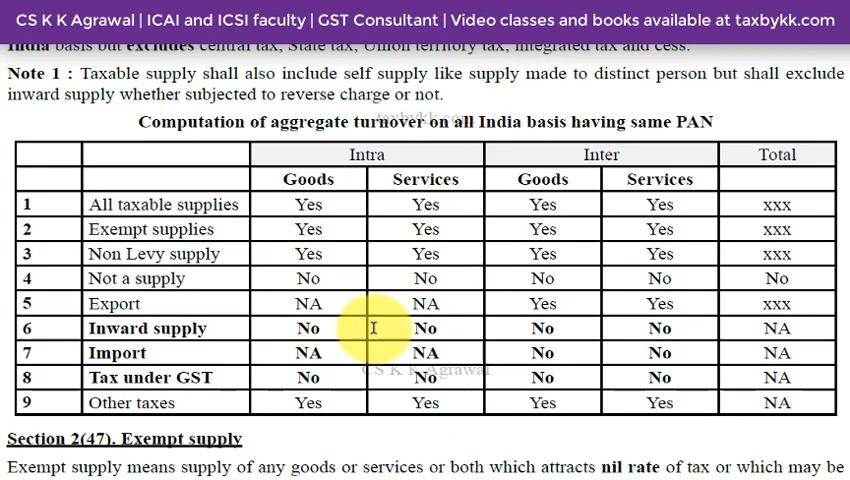 CS K K Agrawal | ICAI and ICSI faculty | GST Consultant | Video classes and books available at taxbykk.com
India basis but excludes central tax, State tax, Union territory tax, integrated tax and cess.
Note 1 : Taxable supply shall also include self supply like supply made to distinct person but shall exclude
inward supply whether subjected to reverse charge or not.
taxbykk.com
Computation of aggregate turnover on all India basis having same PAN
Intra Inter Total
Goods Services Goods Services
1 All taxable supplies Yes Yes Yes Yes xxx
2 Exempt supplies Yes Yes Yes Yes xxx
3 Non Levy supply Yes Yes Yes Yes xxx
4 Not a supply No No No No No
5 Export NA NA Yes Yes xxx
6 Inward supply No No No No NA
7 Import NA NA No No NA
CS K K Agrawal
8 Tax under GST No No No No NA
9 Other taxes Yes Yes Yes Yes NA
Section 2(47). Exempt supply
Exempt supply means supply of any goods or services or both which attracts nil rate of tax or which may be